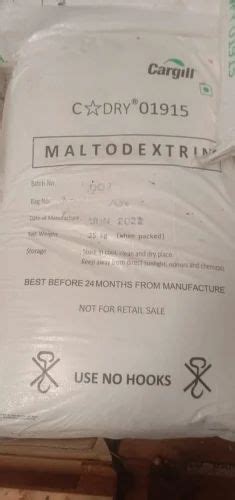 Cargill
C☆DRY® 01915
MALTODEXTRIN
Batch No.
Bag No.
Date of Manufacture JUN 2022
Net Weight : 25 kg (when packed)
Storage : Store in cool, clean and dry place.
Keep away from direct sunlight, odours and chemicals
BEST BEFORE 24 MONTHS FROM MANUFACTURE
NOT FOR RETAIL SALE
USE NO HOOKS